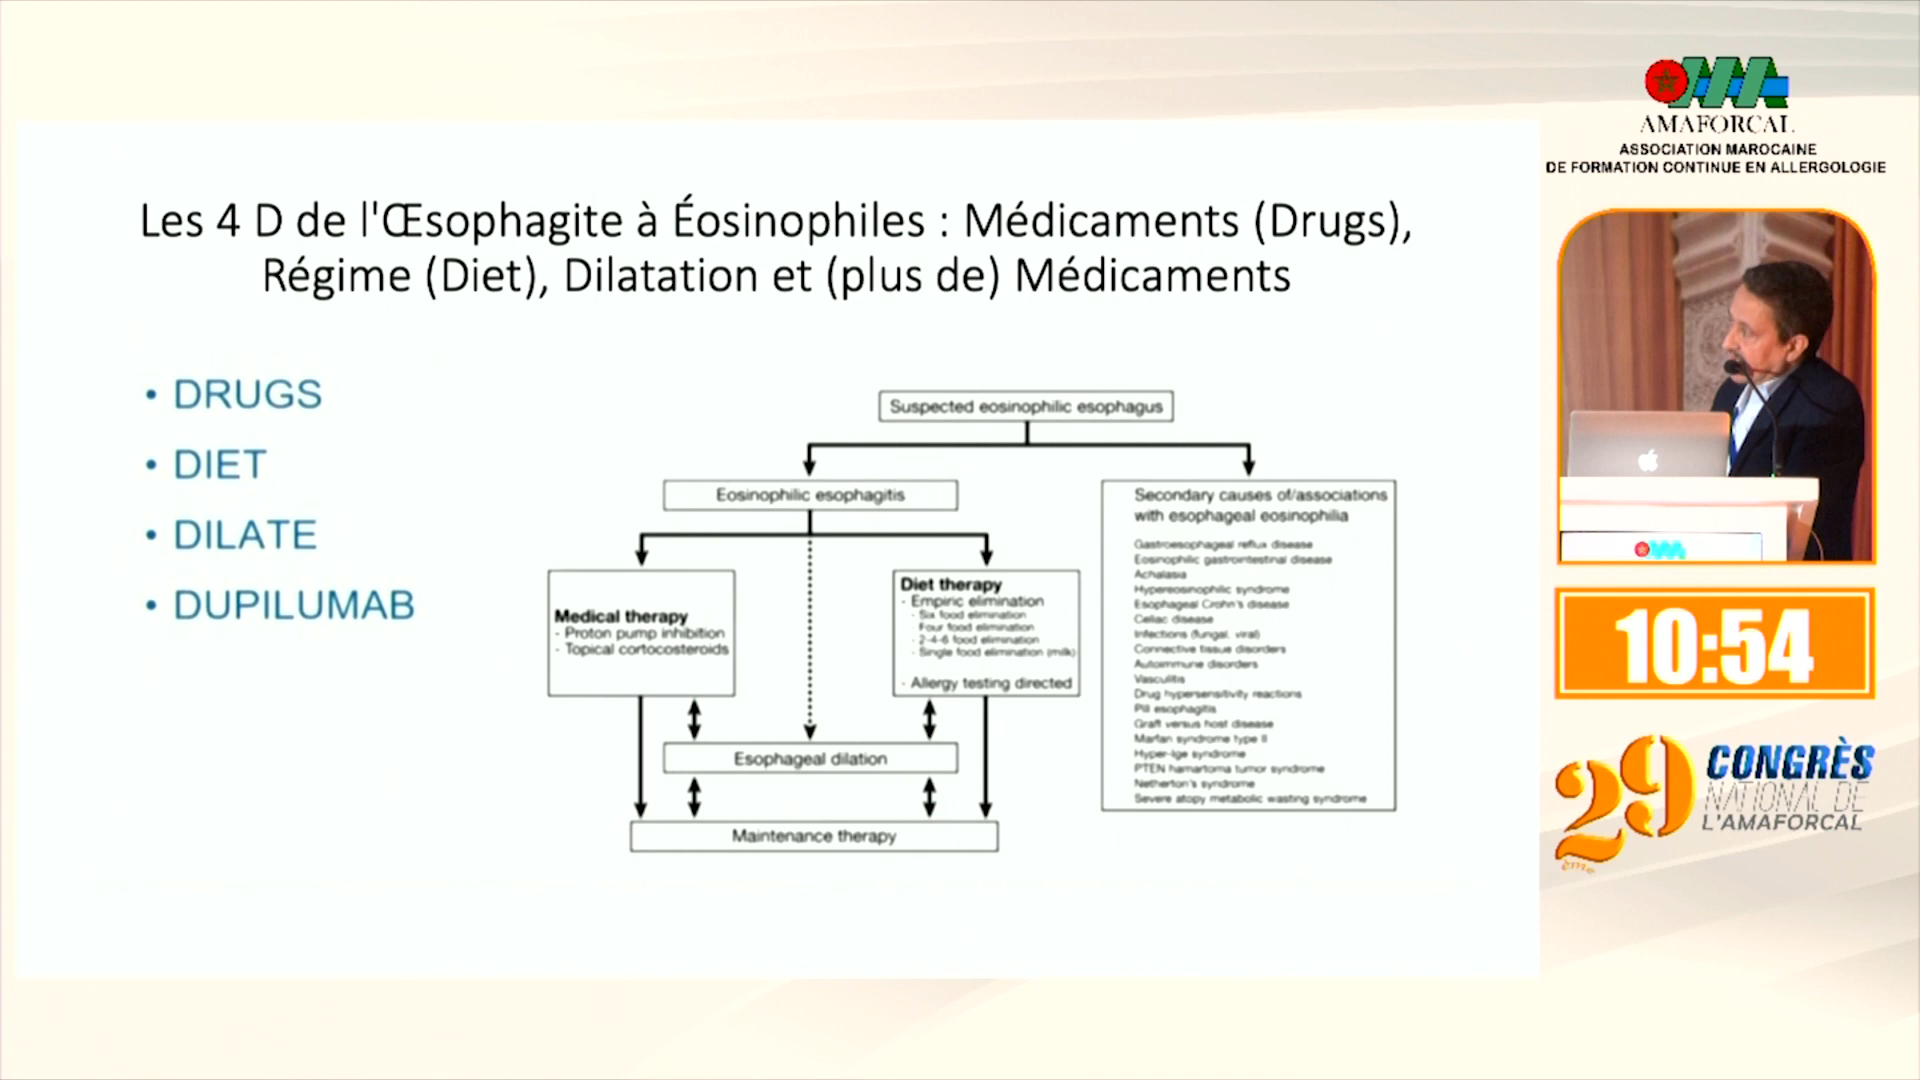 Les 4 D de l'Œsophagite à Éosinophiles : Médicaments (Drugs),
Régime (Diet), Dilatation et (plus de) Médicaments
• DRUGS
• DIET
• DILATE
• DUPILUMAB
Suspected eosinophilic esophagus
Eosinophilic esophagitis
Medical therapy
- Proton pump inhibition
- Topical cortocosteroids
Diet therapy
- Empiric elimination
- Six food elimination
Four food elimination
- 2-4-6 food elimination
- Single food elimination (milk)
- Allergy testing directed
Esophageal dilation
Maintenance therapy
Secondary causes of/associations
with esophageal eosinophilia
Gastroesophageal reflux disease
Eosinophilic gastrointestinal disease
Achalasia
Hypereosinophilic syndrome
Esophageal Crohn's disease
Celiac disease
Infections (fungal, viral)
Connective tissue disorders
Autoimmune disorders
Vasculitis
Drug hypersensitivity reactions
Pill esophagitis
Graft versus host disease
Marfan syndrome type II
Hyper-Ige syndrome
PTEN hamartoma tumor syndrome
Netherton's syndrome
Severe atopy metabolic wasting syndrome
AMAFORCAL
ASSOCIATION MAROCAINE
DE FORMATION CONTINUE EN ALLERGOLOGIE
10:54
29ème CONGRÈS
NATIONAL DE
L'AMAFORCAL